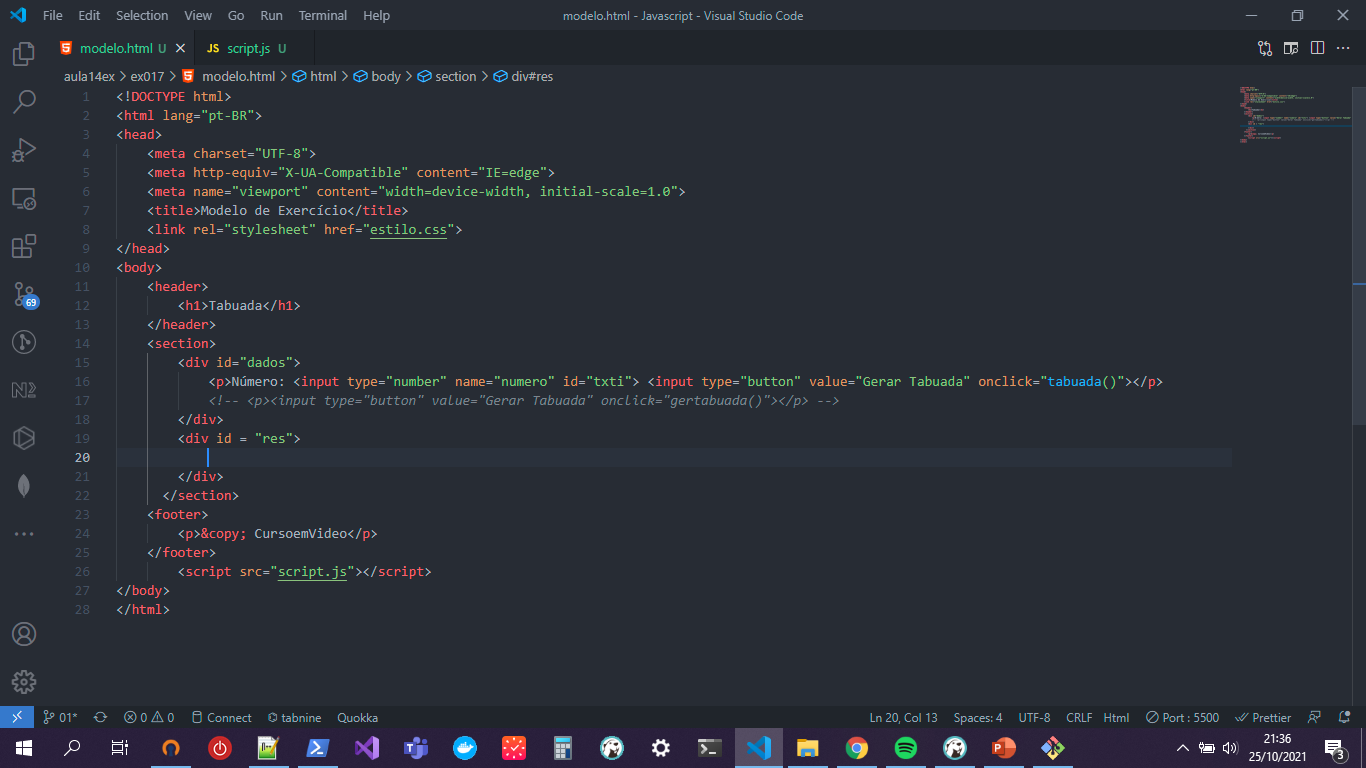 File Edit Selection View Go Run Terminal Help modelo.html - Javascript - Visual Studio Code
modelo.html U JS script.js U
aula14ex > ex017 > modelo.html > html > body > section > div#res
1 <!DOCTYPE html>
2 <html lang="pt-BR">
3 <head>
4 <meta charset="UTF-8">
5 <meta http-equiv="X-UA-Compatible" content="IE=edge">
6 <meta name="viewport" content="width=device-width, initial-scale=1.0">
7 <title>Modelo de Exercício</title>
8 <link rel="stylesheet" href="estilo.css">
9 </head>
10 <body>
11 <header>
12 <h1>Tabuada</h1>
13 </header>
14 <section>
15 <div id="dados">
16 <p>Número: <input type="number" name="numero" id="txti"> <input type="button" value="Gerar Tabuada" onclick="tabuada()"></p>
17 <!-- <p><input type="button" value="Gerar Tabuada" onclick="gertabuada()"></p> -->
18 </div>
19 <div id = "res">
20
21 </div>
22 </section>
23 <footer>
24 <p>&copy; CursoemVideo</p>
25 </footer>
26 <script src="script.js"></script>
27 </body>
28 </html>
69
01* 0 0 Connect tabnine Quokka Ln 20, Col 13 Spaces: 4 UTF-8 CRLF Html Port : 5500 Prettier
21:36
25/10/2021
3